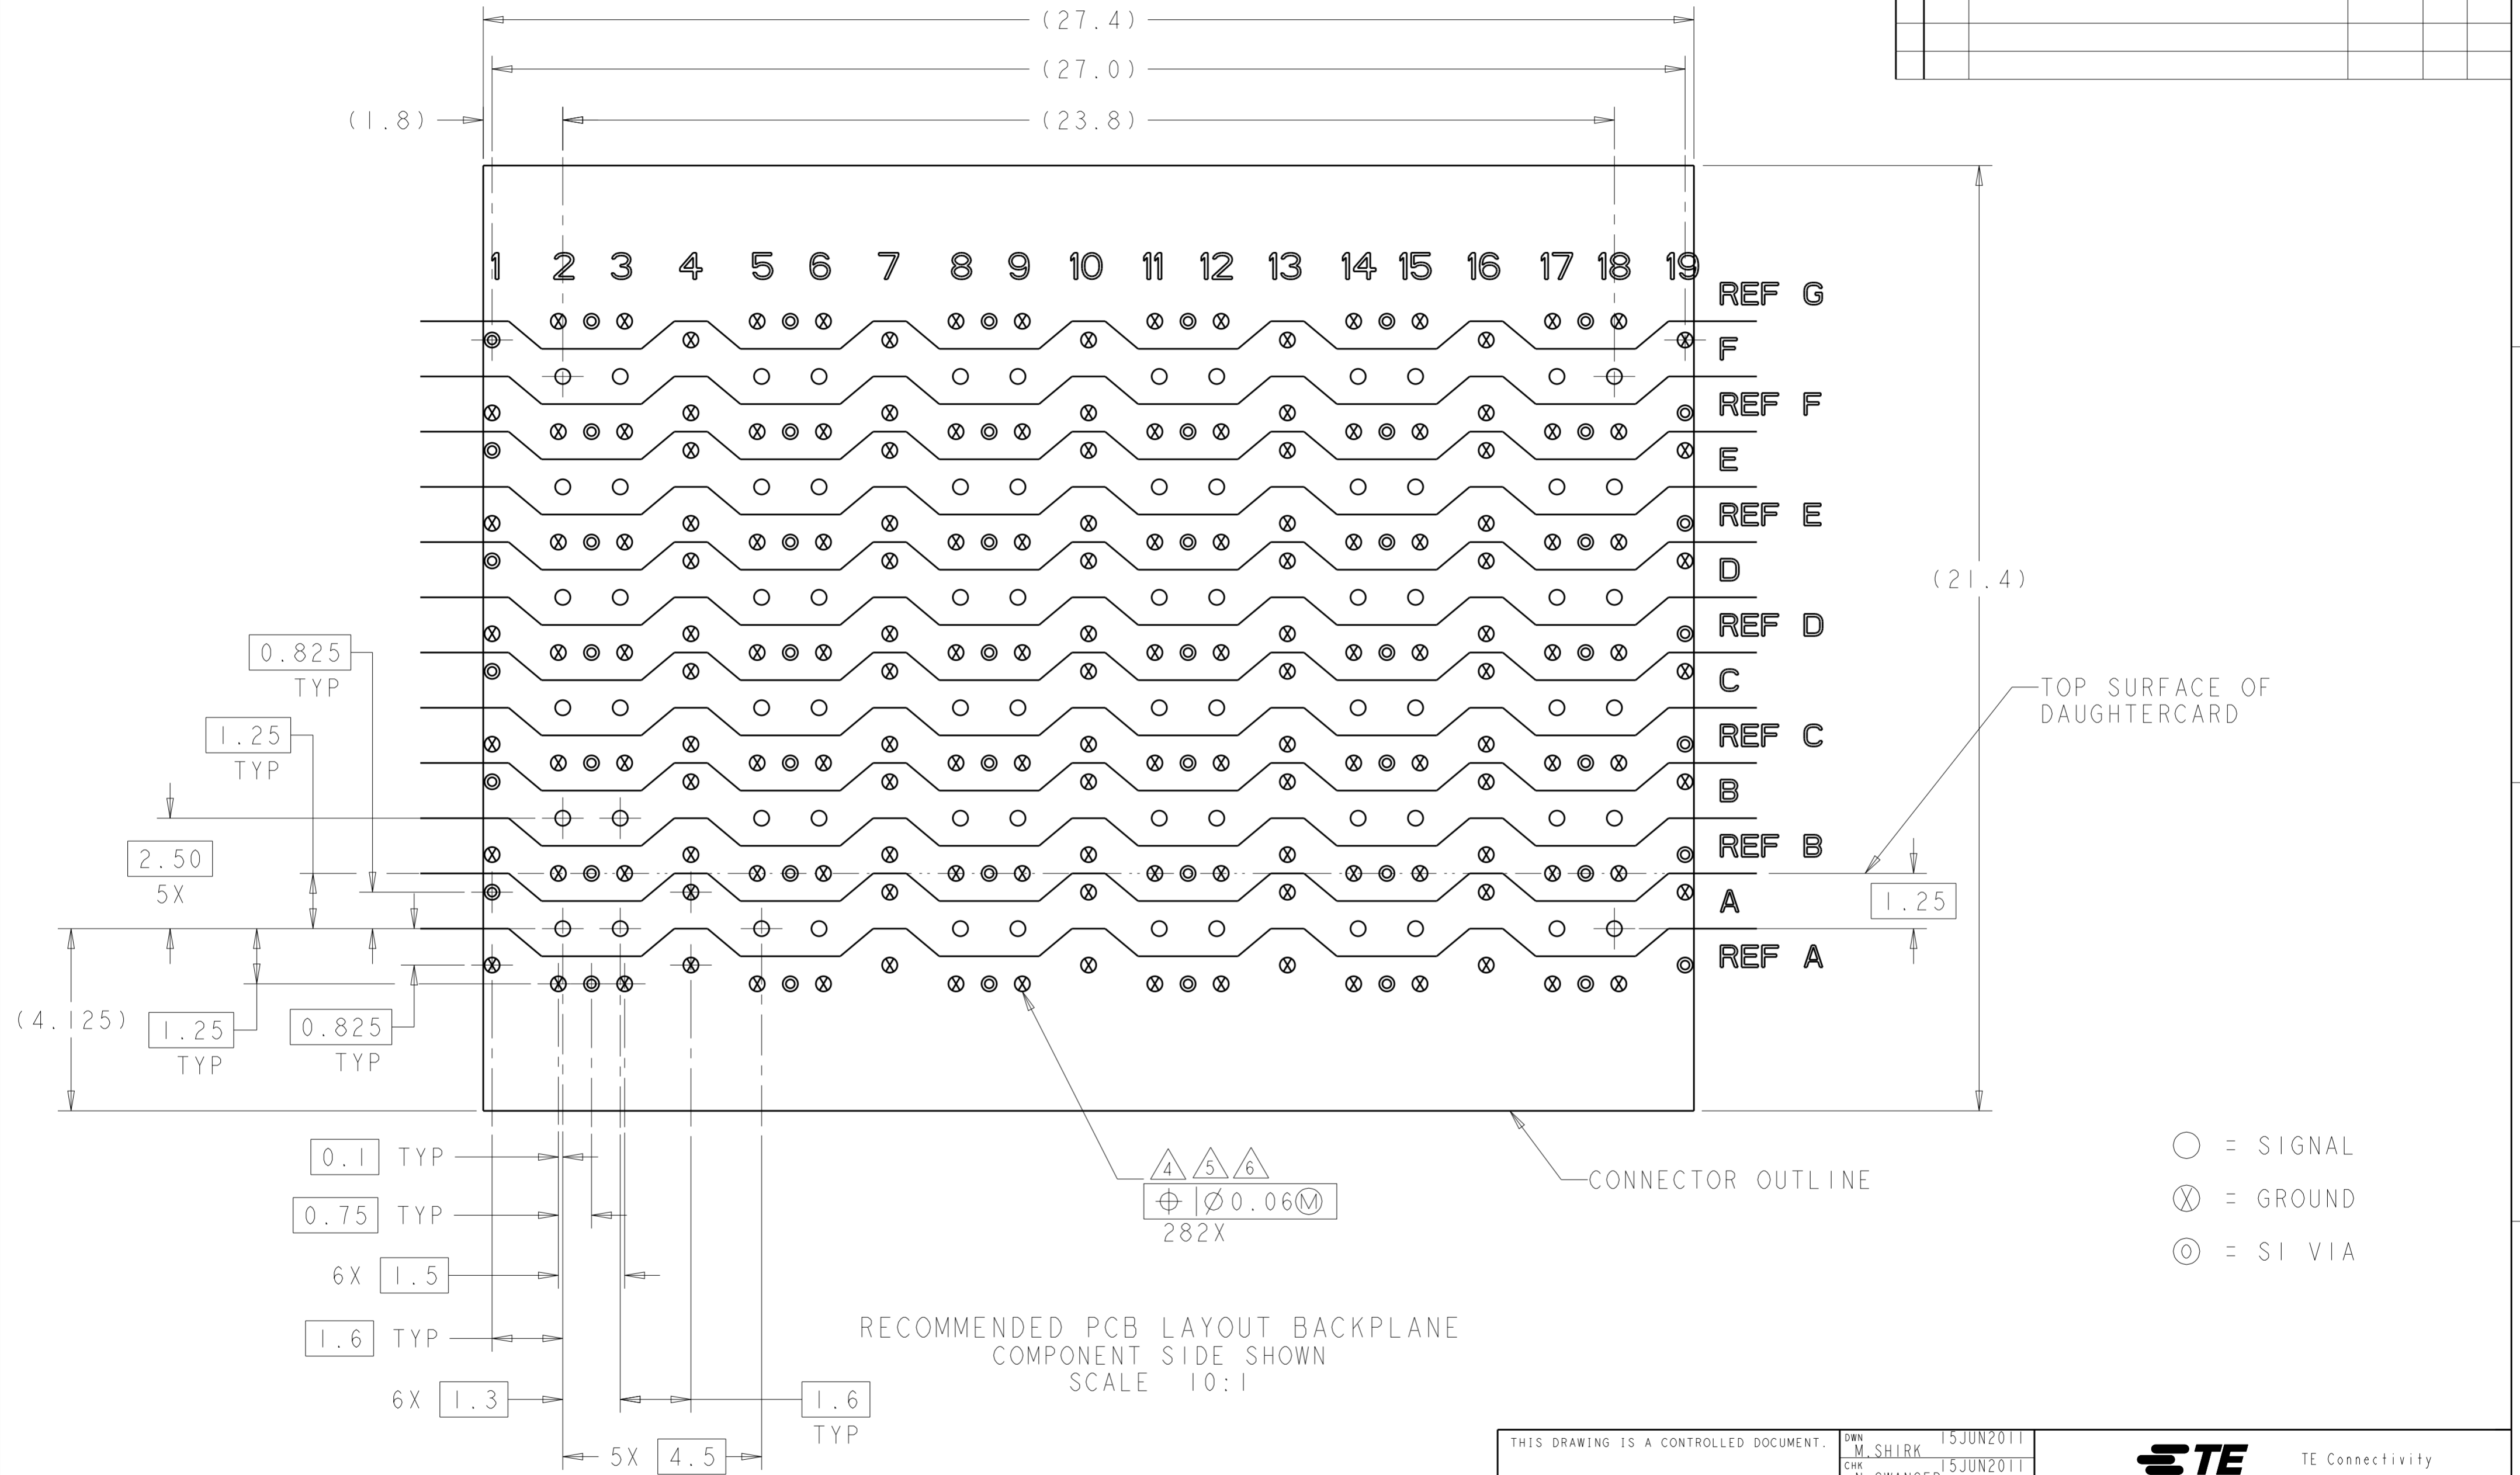 (27.4)
(27.0)
(1.8)
(23.8)
1 2 3 4 5 6 7 8 9 10 11 12 13 14 15 16 17 18 19
REF G
F
REF F
E
REF E
D
(21.4)
REF D
0.825
TYP
C
TOP SURFACE OF
DAUGHTERCARD
1.25
TYP
REF C
B
2.50
5X
REF B
A
1.25
REF A
(4.125)
1.25
TYP
0.825
TYP
0.1 TYP
4 5 6
⌖ |Ø0.06Ⓜ
282X
CONNECTOR OUTLINE
= SIGNAL
= GROUND
= SI VIA
0.75 TYP
6X 1.5
1.6 TYP
RECOMMENDED PCB LAYOUT BACKPLANE
COMPONENT SIDE SHOWN
SCALE 10:1
6X 1.3
1.6
TYP
5X 4.5
THIS DRAWING IS A CONTROLLED DOCUMENT.
DWN 15JUN2011
M.SHIRK
CHK 15JUN2011
TE
TE Connectivity